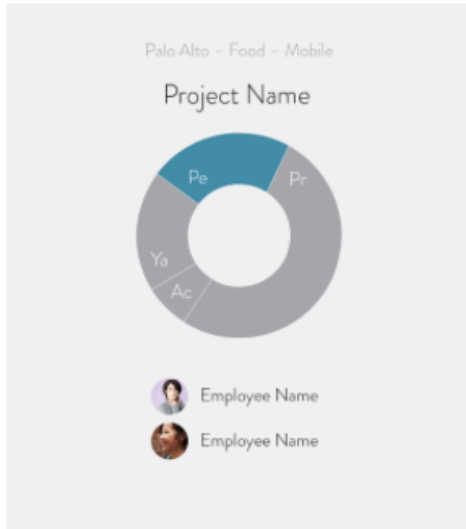 Palo Alto – Food – Mobile
Project Name
Pe
Pr
Ya
Ac
Employee Name
Employee Name